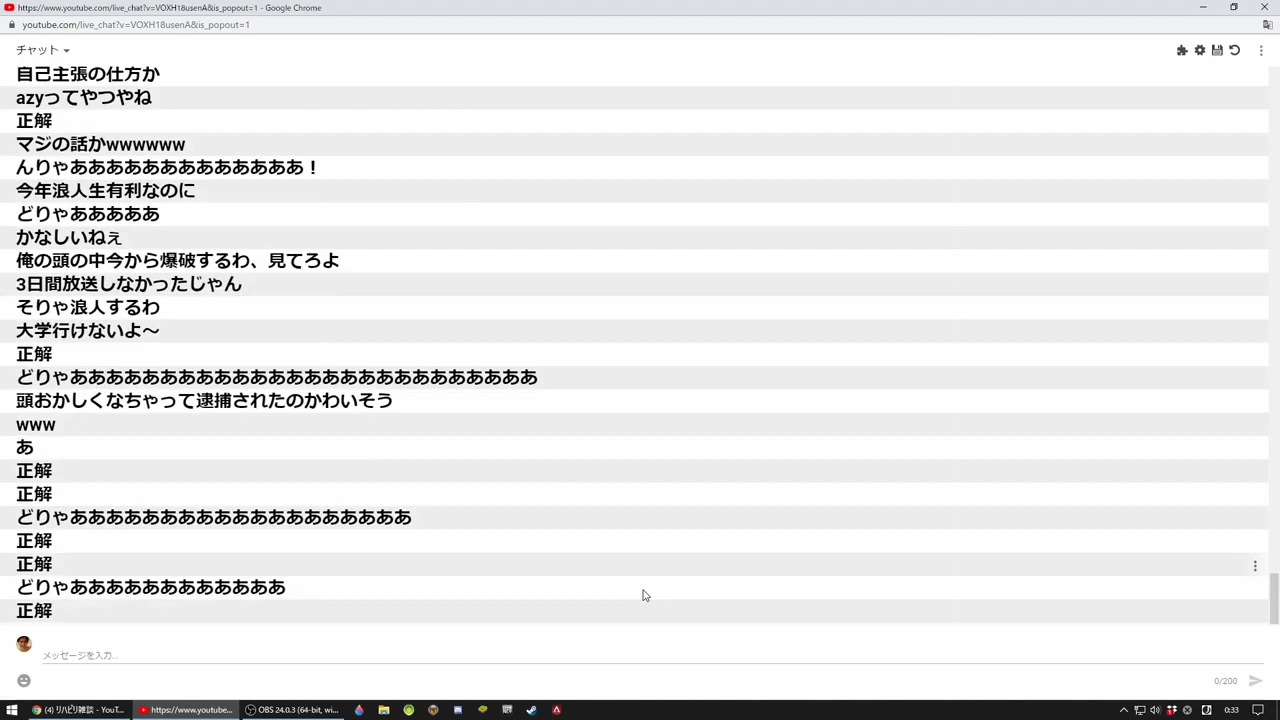 https://www.youtube.com/live_chat?v=VOXH18usenA&is_popout=1 - Google Chrome
youtube.com/live_chat?v=VOXH18usenA&is_popout=1
チャット
自己主張の仕方か
azyってやつやね
正解
マジの話かwwwwww
んりゃあああああああああああああ！
今年浪人生有利なのに
どりゃあああああ
かなしいねぇ
俺の頭の中今から爆破するわ、見てろよ
3日間放送しなかったじゃん
そりゃ浪人するわ
大学行けないよ～
正解
どりゃああああああああああああああああああああああああああ
頭おかしくなちゃって逮捕されたのかわいそう
www
あ
正解
正解
どりゃあああああああああああああああああああ
正解
正解
どりゃああああああああああああ
正解
メッセージを入力...
0/200
(4) リハビリ雑談 - YouT...
https://www.youtube...
OBS 24.0.3 (64-bit, wi...
0:33